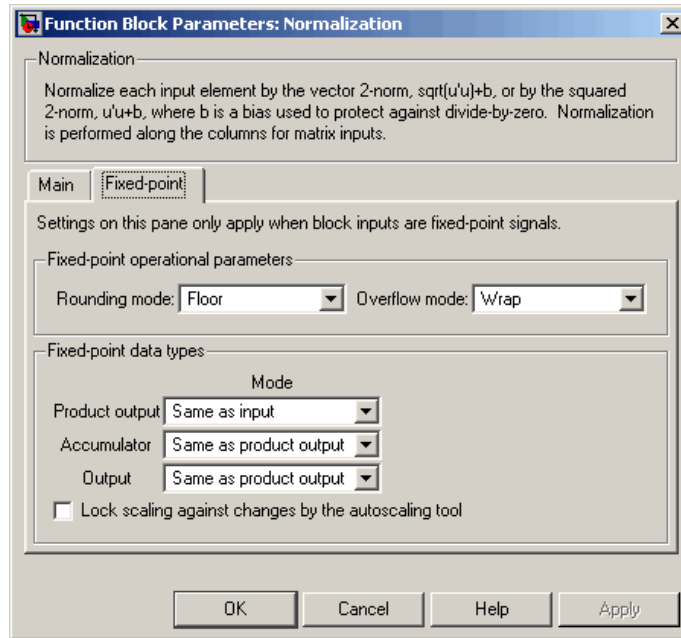 Function Block Parameters: Normalization
Normalization
Normalize each input element by the vector 2-norm, sqrt(u'u)+b, or by the squared
2-norm, u'u+b, where b is a bias used to protect against divide-by-zero. Normalization
is performed along the columns for matrix inputs.
Main Fixed-point
Settings on this pane only apply when block inputs are fixed-point signals.
Fixed-point operational parameters
Rounding mode: Floor Overflow mode: Wrap
Fixed-point data types
Mode
Product output Same as input
Accumulator Same as product output
Output Same as product output
Lock scaling against changes by the autoscaling tool
OK Cancel Help Apply